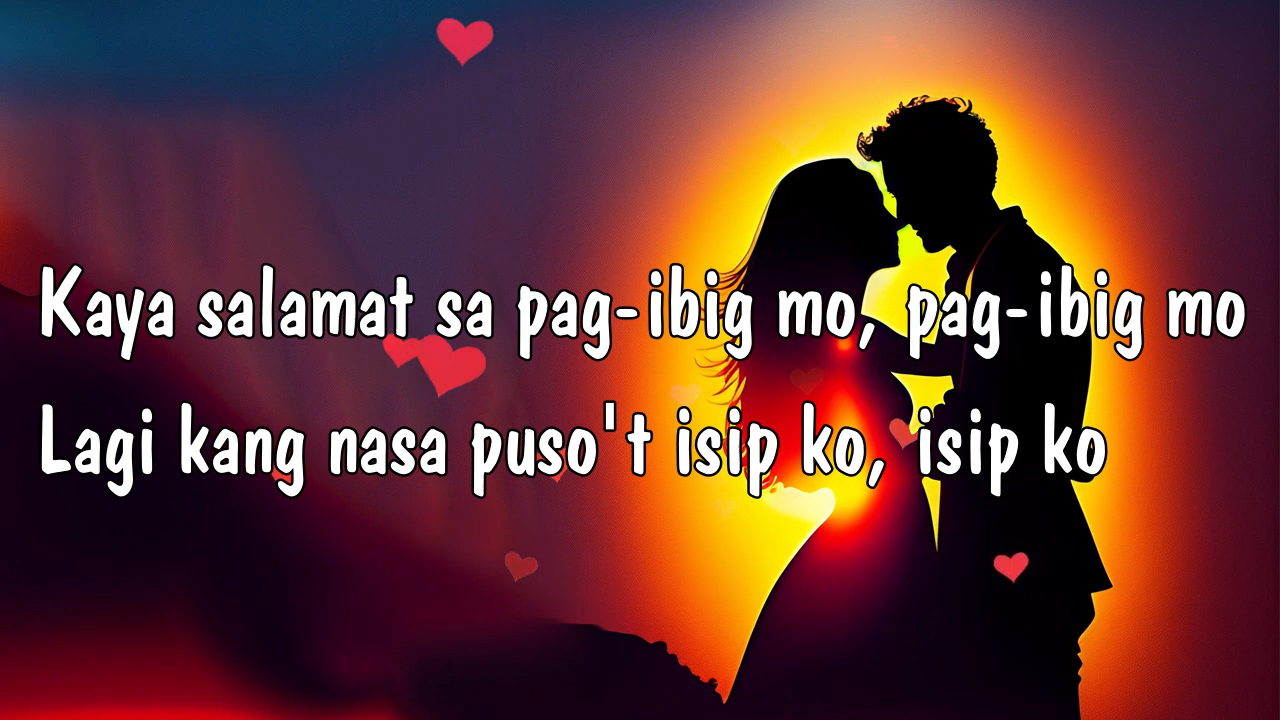 Kaya salamat sa pag-ibig mo, pag-ibig mo
Lagi kang nasa puso't isip ko, isip ko